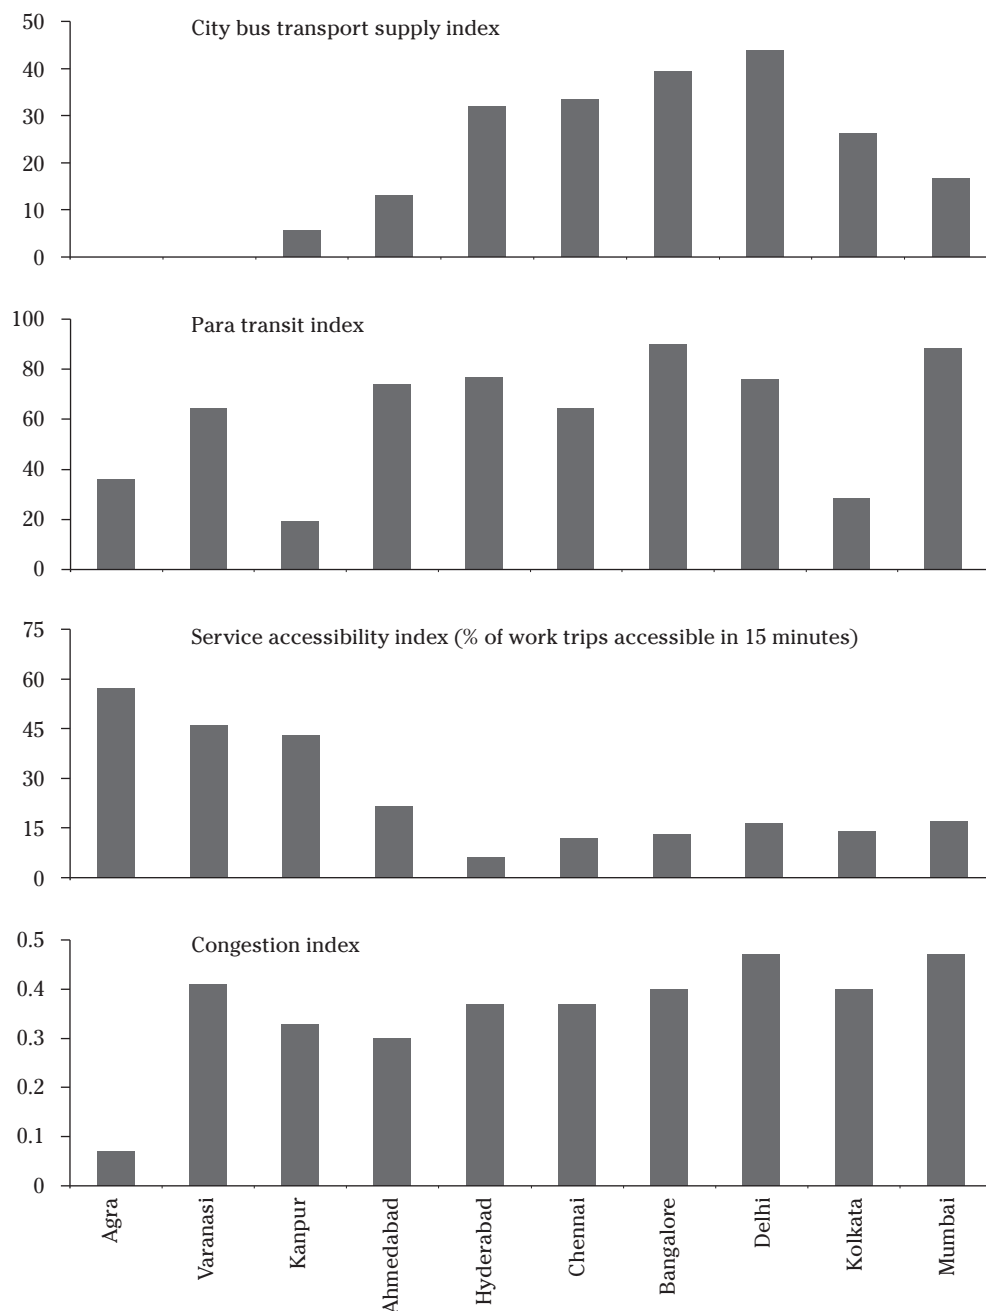 City bus transport supply index
50
40
30
20
10
0
Para transit index
100
80
60
40
20
0
Service accessibility index (% of work trips accessible in 15 minutes)
75
60
45
30
15
0
Congestion index
0.5
0.4
0.3
0.2
0.1
0
Agra
Varanasi
Kanpur
Ahmedabad
Hyderabad
Chennai
Bangalore
Delhi
Kolkata
Mumbai